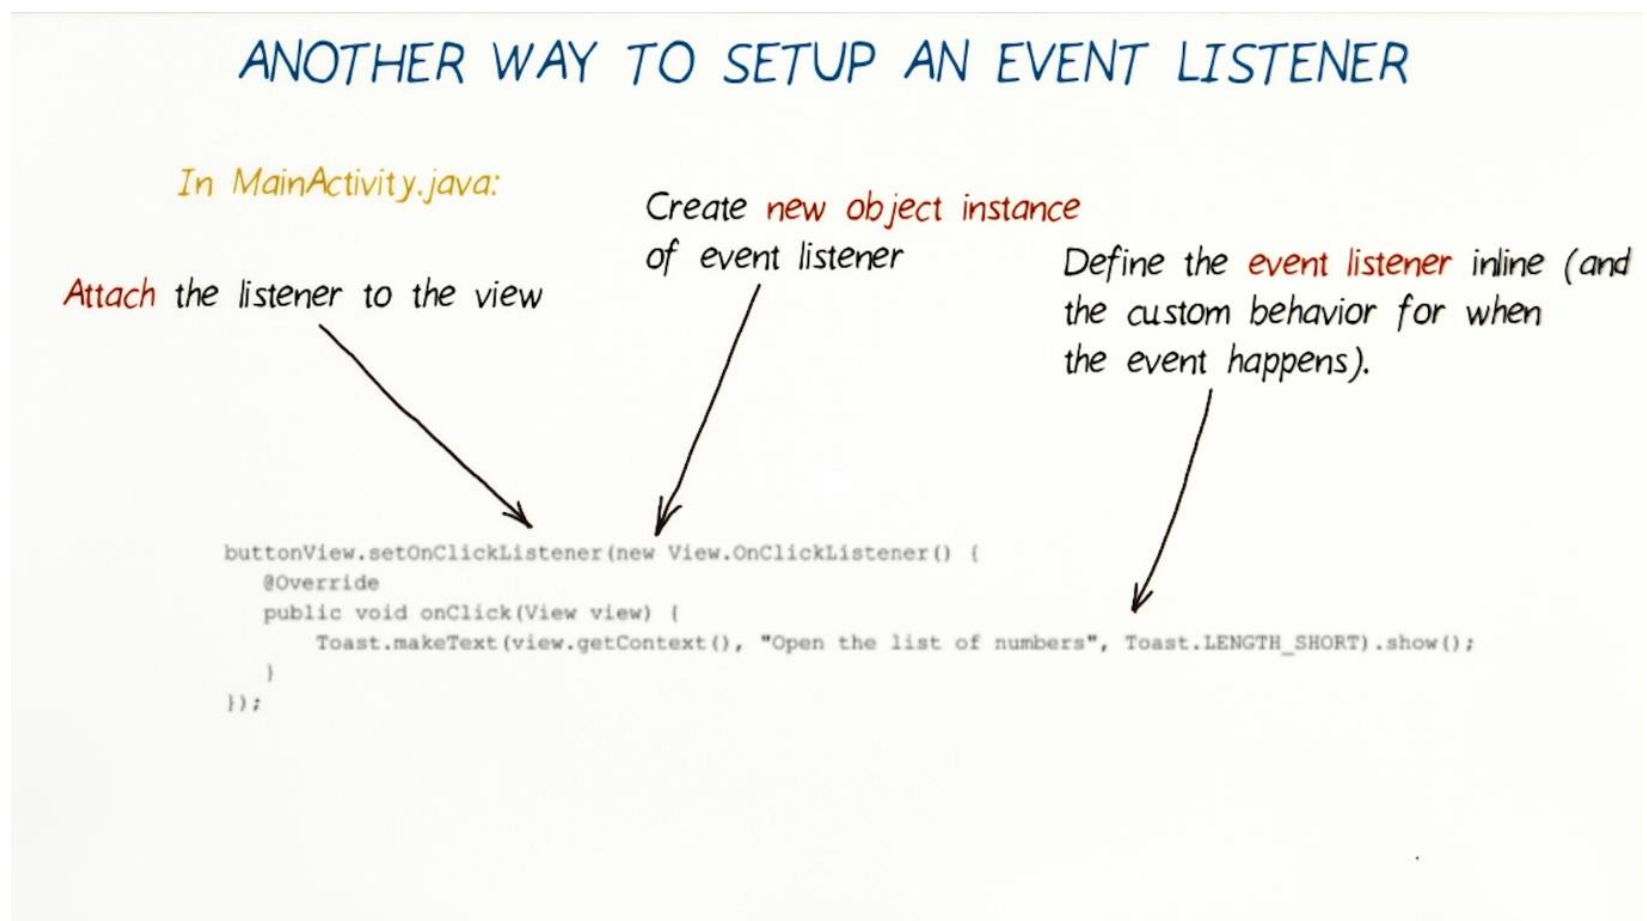 ANOTHER WAY TO SETUP AN EVENT LISTENER
In MainActivity.java:
Attach the listener to the view
Create new object instance
of event listener
Define the event listener inline (and
the custom behavior for when
the event happens).
buttonView.setOnClickListener(new View.OnClickListener() {
@Override
public void onClick(View view) {
Toast.makeText(view.getContext(), "Open the list of numbers", Toast.LENGTH_SHORT).show();
}
});